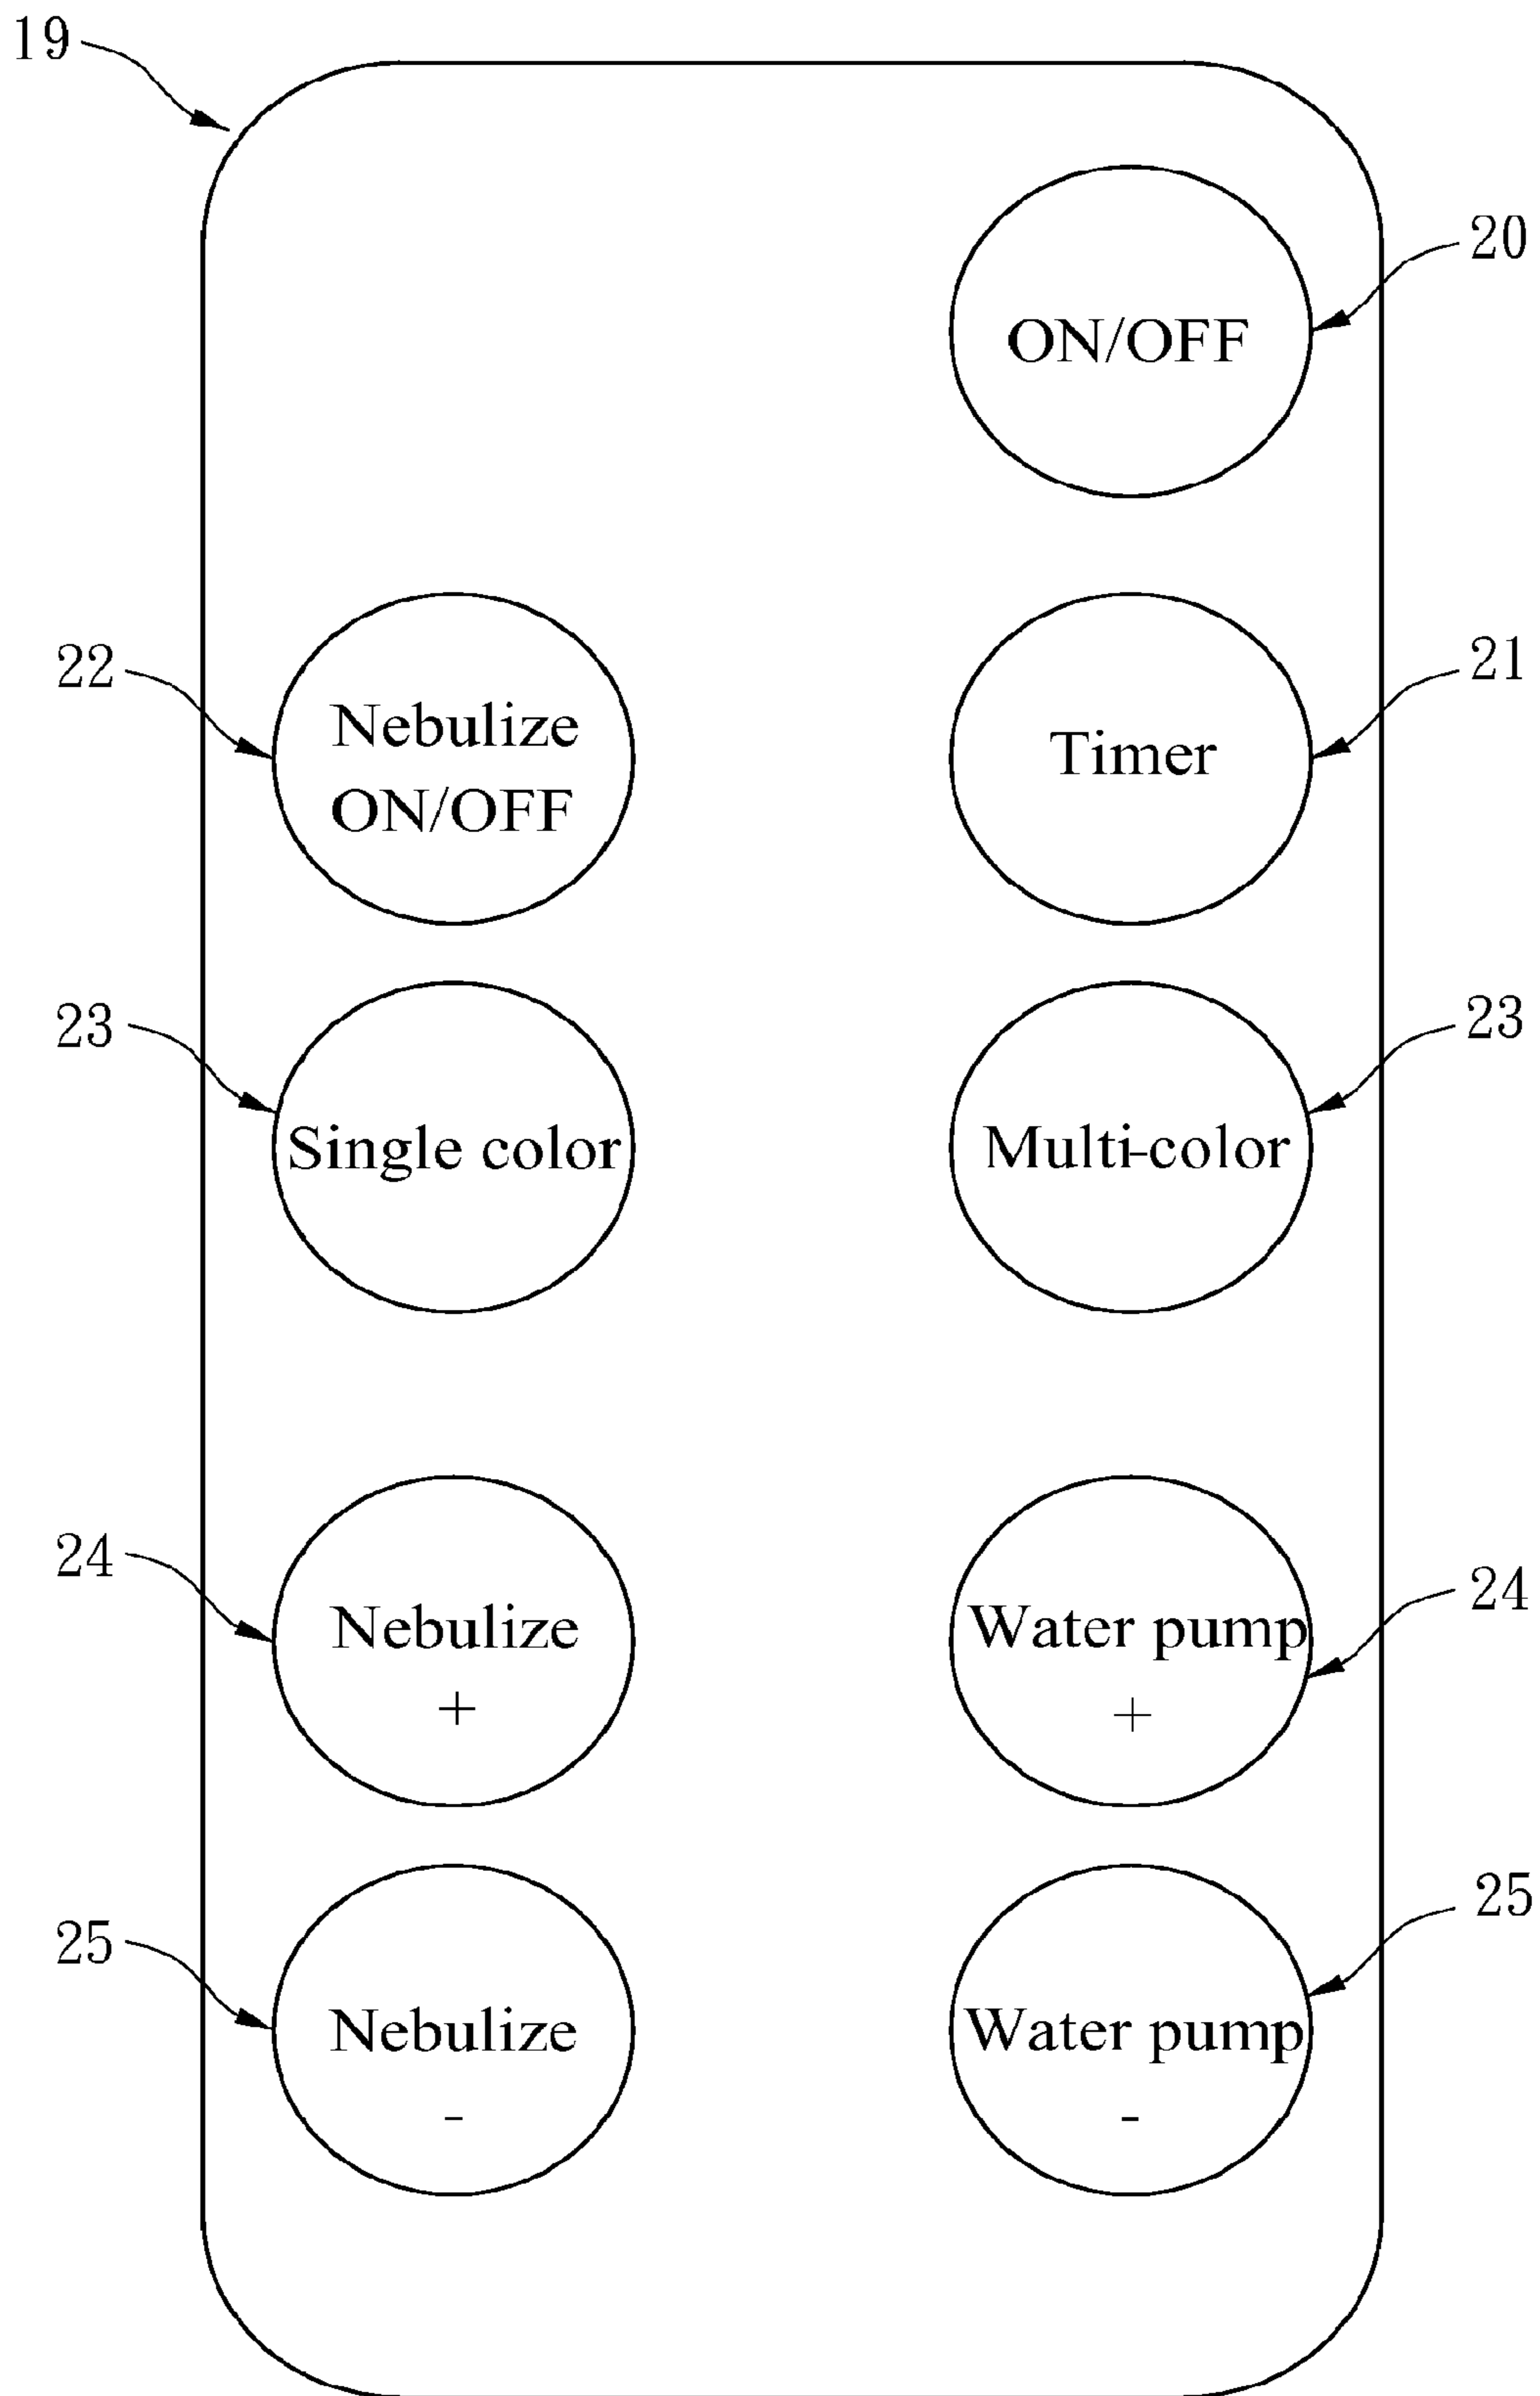 19
20
ON/OFF
22
21
Nebulize
ON/OFF
Timer
23
23
Single color
Multi-color
24
24
Nebulize
+
Water pump
+
25
25
Nebulize
-
Water pump
-